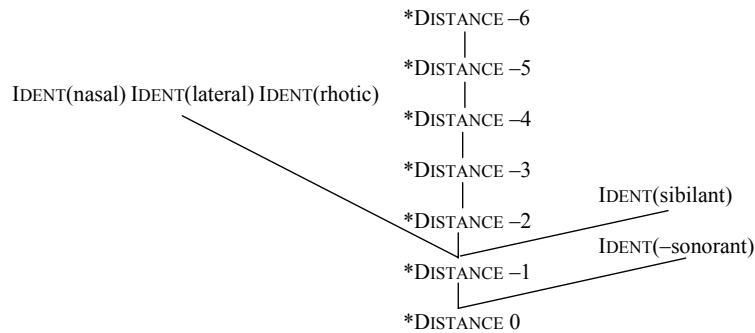 *DISTANCE –6
*DISTANCE –5
IDENT(nasal) IDENT(lateral) IDENT(rhotic)
*DISTANCE –4
*DISTANCE –3
IDENT(sibilant)
*DISTANCE –2
IDENT(–sonorant)
*DISTANCE –1
*DISTANCE 0